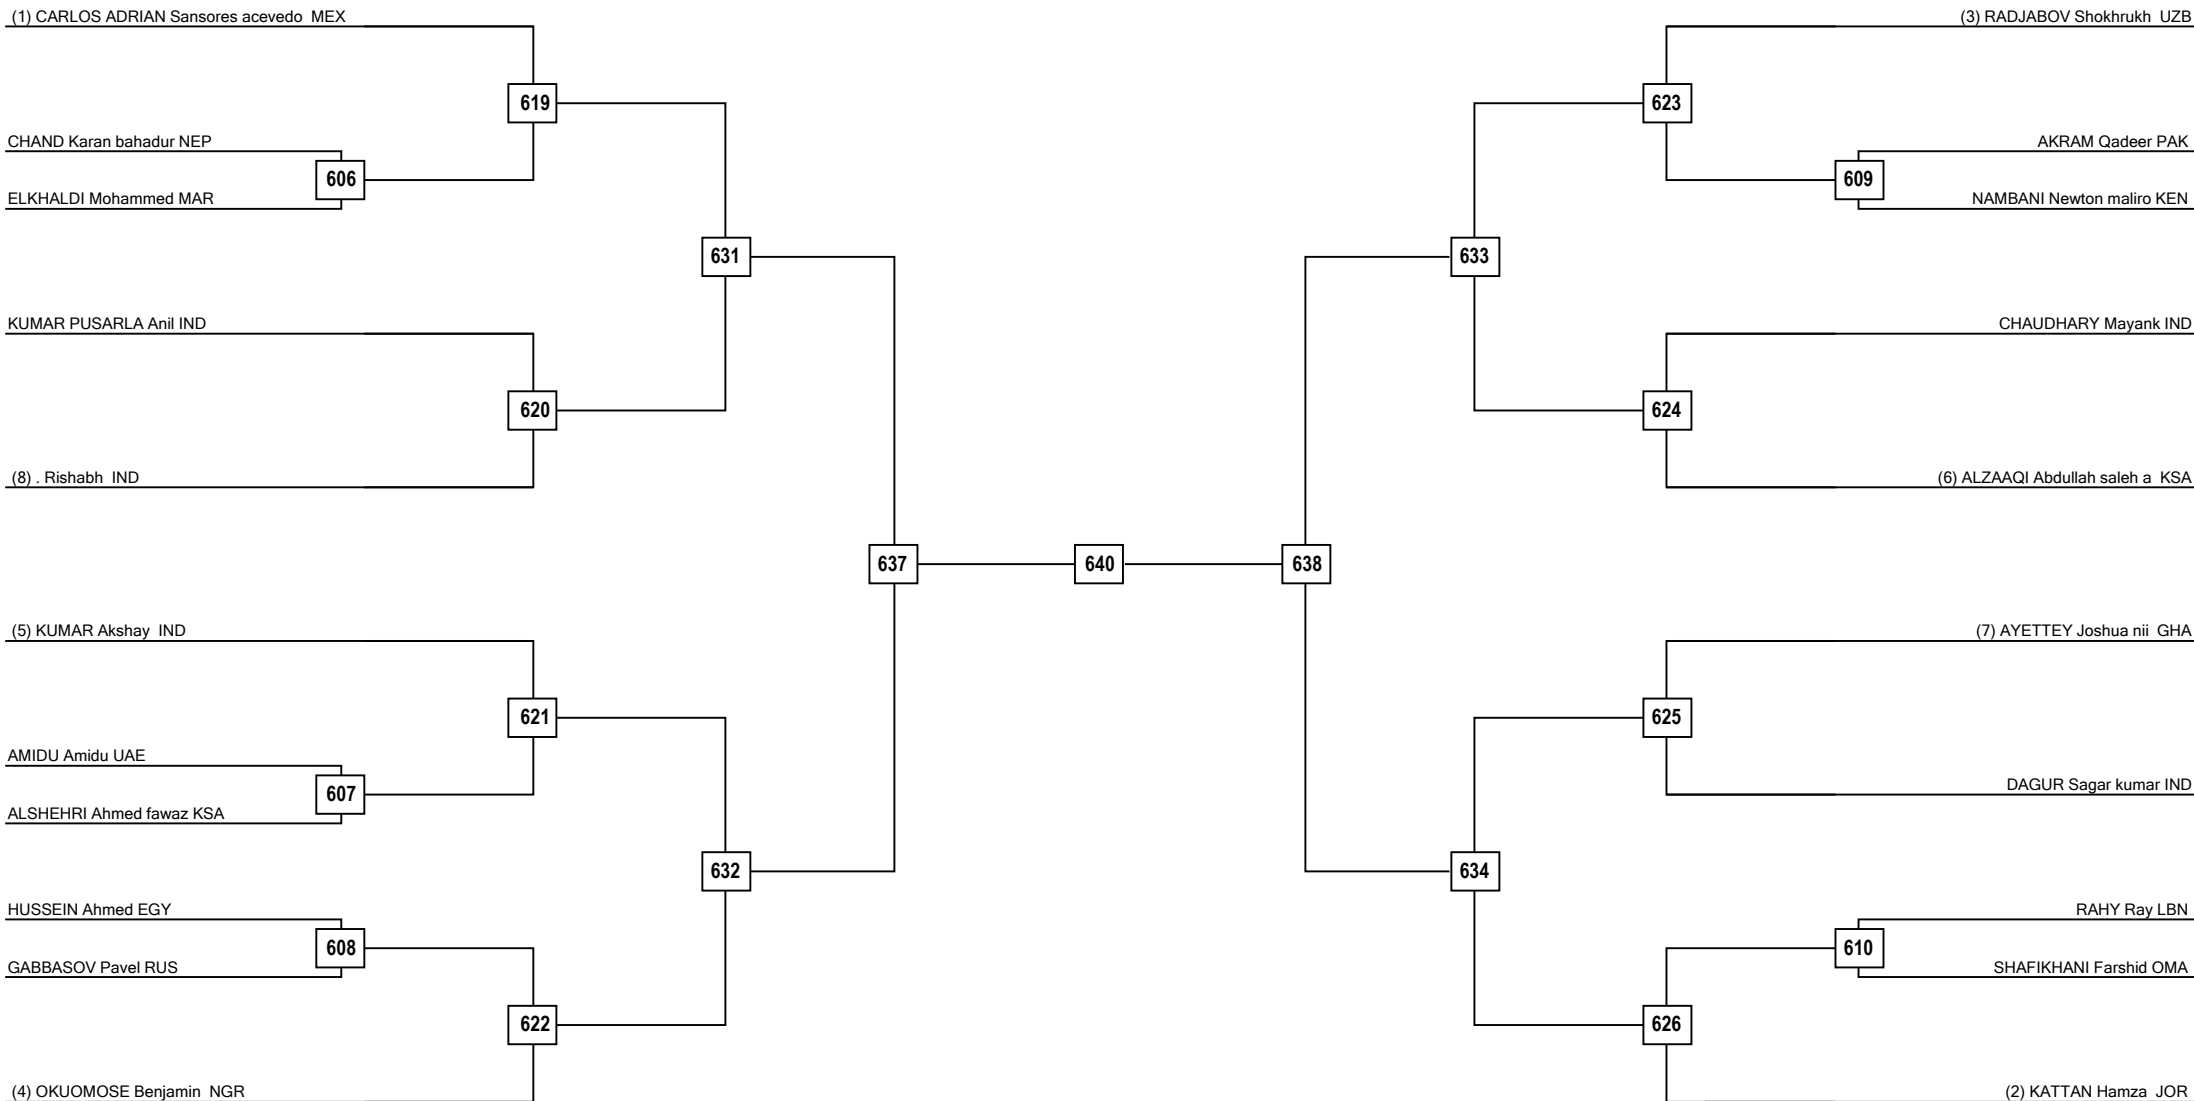 (1) CARLOS ADRIAN Sansores acevedo MEX
(3) RADJABOV Shokhrukh UZB
619
623
CHAND Karan bahadur NEP
AKRAM Qadeer PAK
606
609
ELKHALDI Mohammed MAR
NAMBANI Newton maliro KEN
631
633
KUMAR PUSARLA Anil IND
CHAUDHARY Mayank IND
620
624
(8) . Rishabh IND
(6) ALZAAQI Abdullah saleh a KSA
637
640
638
(5) KUMAR Akshay IND
(7) AYETTEY Joshua nii GHA
621
625
AMIDU Amidu UAE
DAGUR Sagar kumar IND
607
ALSHEHRI Ahmed fawaz KSA
632
634
HUSSEIN Ahmed EGY
RAHY Ray LBN
608
610
GABBASOV Pavel RUS
SHAFIKHANI Farshid OMA
622
626
(4) OKUOMOSE Benjamin NGR
(2) KATTAN Hamza JOR